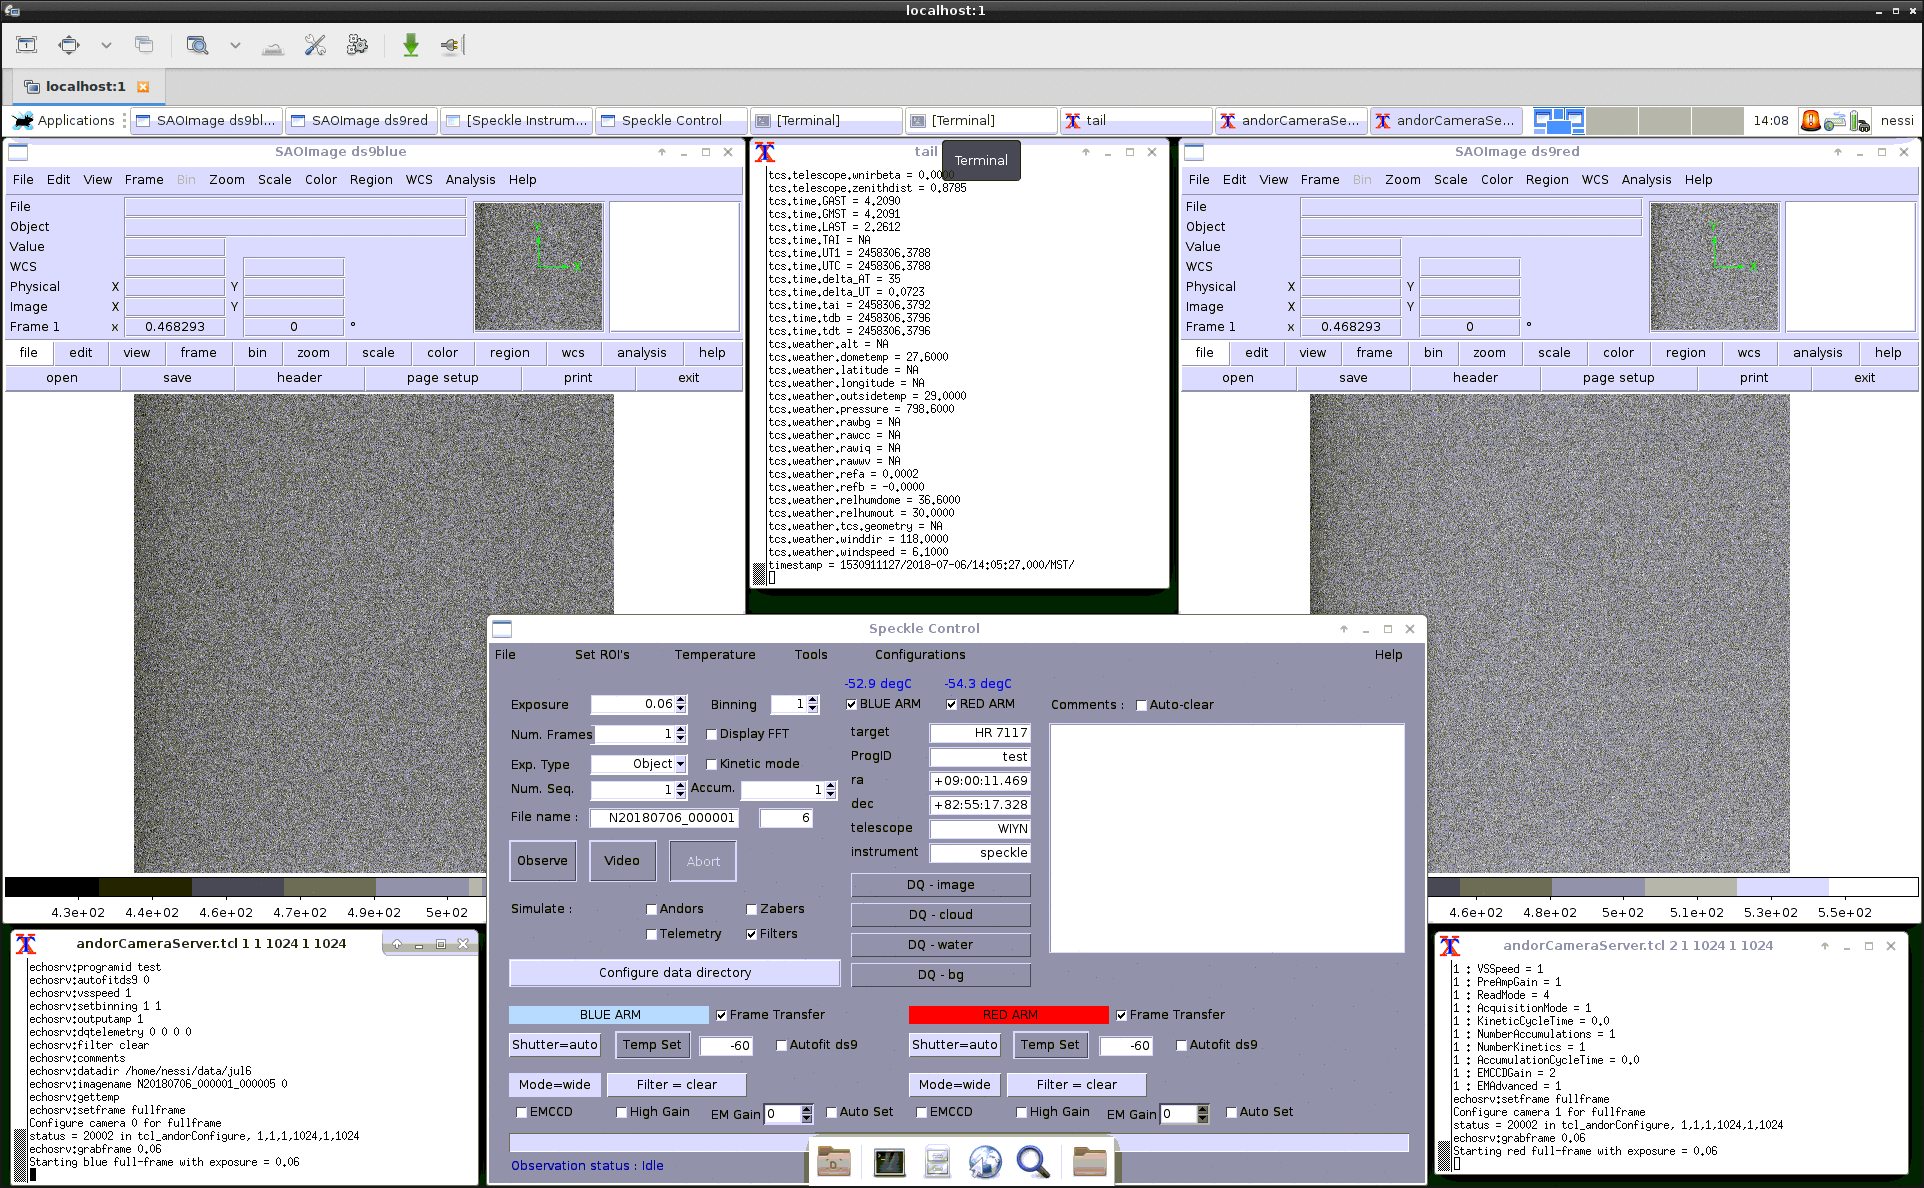 localhost:1
localhost:1
Applications
SAOImage ds9bl...
SAOImage ds9red
[Speckle Instrum...
Speckle Control
[Terminal]
[Terminal]
tail
andorCameraSe...
andorCameraSe...
14:08
nessi
SAOImage ds9blue
File Edit View Frame Bin Zoom Scale Color Region WCS Analysis Help
File
Object
Value
WCS
Physical X Y
Image X Y
Frame 1 x 0.468293 0 °
Y
X
file edit view frame bin zoom scale color region wcs analysis help
open save header page setup print exit
4.3e+02 4.4e+02 4.6e+02 4.7e+02 4.9e+02 5e+02
tail
Terminal
tcs.telescope.wnirbeta = 0.00
tcs.telescope.zenithdist = 0.8785
tcs.time.GAST = 4.2090
tcs.time.GMST = 4.2091
tcs.time.LAST = 2.2612
tcs.time.TAI = NA
tcs.time.UT1 = 2458306.3788
tcs.time.UTC = 2458306.3788
tcs.time.delta_AT = 35
tcs.time.delta_UT = 0.0723
tcs.time.tai = 2458306.3792
tcs.time.tdb = 2458306.3796
tcs.time.tdt = 2458306.3796
tcs.weather.alt = NA
tcs.weather.dometemp = 27.6000
tcs.weather.latitude = NA
tcs.weather.longitude = NA
tcs.weather.outsidetemp = 29.0000
tcs.weather.pressure = 798.6000
tcs.weather.rawbg = NA
tcs.weather.rawcc = NA
tcs.weather.rawiq = NA
tcs.weather.rawwv = NA
tcs.weather.refa = 0.0002
tcs.weather.refb = -0.0000
tcs.weather.relhumdome = 36.6000
tcs.weather.relhumout = 30.0000
tcs.weather.tcs.geometry = NA
tcs.weather.winddir = 118.0000
tcs.weather.windspeed = 6.1000
timestamp = 1530911127/2018-07-06/14:05:27.000/MST/
SAOImage ds9red
File Edit View Frame Bin Zoom Scale Color Region WCS Analysis Help
File
Object
Value
WCS
Physical X Y
Image X Y
Frame 1 x 0.468293 0 °
Y
X
file edit view frame bin zoom scale color region wcs analysis help
open save header page setup print exit
4.6e+02 4.8e+02 5e+02 5.1e+02 5.3e+02 5.5e+02
Speckle Control
File Set ROI's Temperature Tools Configurations Help
-52.9 degC -54.3 degC
Exposure 0.06 Binning 1 BLUE ARM RED ARM Comments : Auto-clear
Num. Frames 1 Display FFT target HR 7117
Exp. Type Object Kinetic mode ProgID test
Num. Seq. 1 Accum. 1 ra +09:00:11.469
dec +82:55:17.328
File name : N20180706_000001 6 telescope WIYN
instrument speckle
Observe Video Abort
DQ - image
Simulate : Andors Zabers DQ - cloud
Telemetry Filters DQ - water
Configure data directory DQ - bg
BLUE ARM Frame Transfer RED ARM Frame Transfer
Shutter=auto Temp Set -60 Autofit ds9 Shutter=auto Temp Set -60 Autofit ds9
Mode=wide Filter = clear Mode=wide Filter = clear
EMCCD High Gain EM Gain 0 Auto Set EMCCD High Gain EM Gain 0 Auto Set
Observation status : Idle
andorCameraServer.tcl 1 1 1024 1 1024
echosrv:programid test
echosrv:autofitds9 0
echosrv:vsspeed 1
echosrv:setbinning 1 1
echosrv:outputamp 1
echosrv:dqtelemetry 0 0 0 0
echosrv:filter clear
echosrv:comments
echosrv:datadir /home/nessi/data/jul6
echosrv:imagename N20180706_000001_000005 0
echosrv:gettemp
echosrv:setframe fullframe
Configure camera 0 for fullframe
status = 20002 in tcl_andorConfigure, 1,1,1,1024,1,1024
echosrv:grabframe 0.06
Starting blue full-frame with exposure = 0.06
andorCameraServer.tcl 2 1 1024 1 1024
1 : VSSpeed = 1
1 : PreAmpGain = 1
1 : ReadMode = 4
1 : AcquisitionMode = 1
1 : KineticCycleTime = 0.0
1 : NumberAccumulations = 1
1 : NumberKinetics = 1
1 : AccumulationCycleTime = 0.0
1 : EMCCDGain = 2
1 : EMAdvanced = 1
echosrv:setframe fullframe
Configure camera 1 for fullframe
status = 20002 in tcl_andorConfigure, 1,1,1,1024,1,1024
echosrv:grabframe 0.06
Starting red full-frame with exposure = 0.06